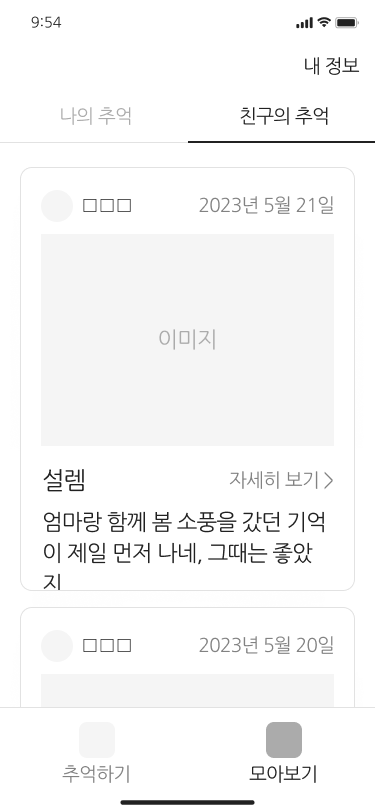 9:54
내 정보
나의 추억 친구의 추억
□□□ 2023년 5월 21일
이미지
설렘 자세히 보기 >
엄마랑 함께 봄 소풍을 갔던 기억
이 제일 먼저 나네, 그때는 좋았
지
□□□ 2023년 5월 20일
추억하기 모아보기